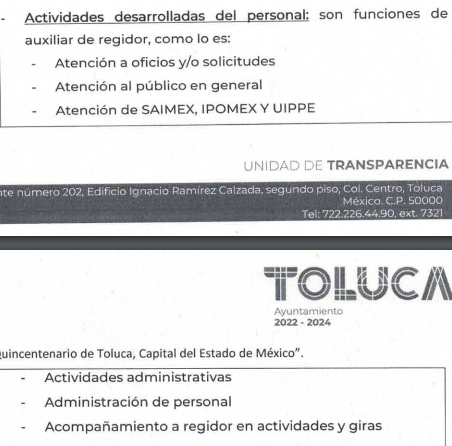 - Actividades desarrolladas del personal: son funciones de
auxiliar de regidor, como lo es:
- Atención a oficios y/o solicitudes
- Atención al público en general
- Atención de SAIMEX, IPOMEX Y UIPPE
UNIDAD DE TRANSPARENCIA
número 202, Edificio Ignacio Ramírez Calzada, segundo piso, Col. Centro, Toluca
México. C.P. 50000
Tel: 722.226.44.90, ext. 7321
TOLUCA
Ayuntamiento
2022 - 2024
uincentenario de Toluca, Capital del Estado de México".
- Actividades administrativas
- Administración de personal
- Acompañamiento a regidor en actividades y giras